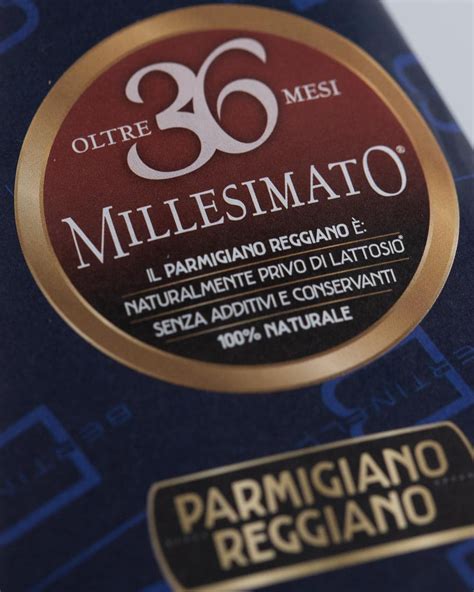 OLTRE 36 MESI
MILLESIMATO®
IL PARMIGIANO REGGIANO È:
NATURALMENTE PRIVO DI LATTOSIO*
SENZA ADDITIVI E CONSERVANTI
100% NATURALE
PARMIGIANO
REGGIANO